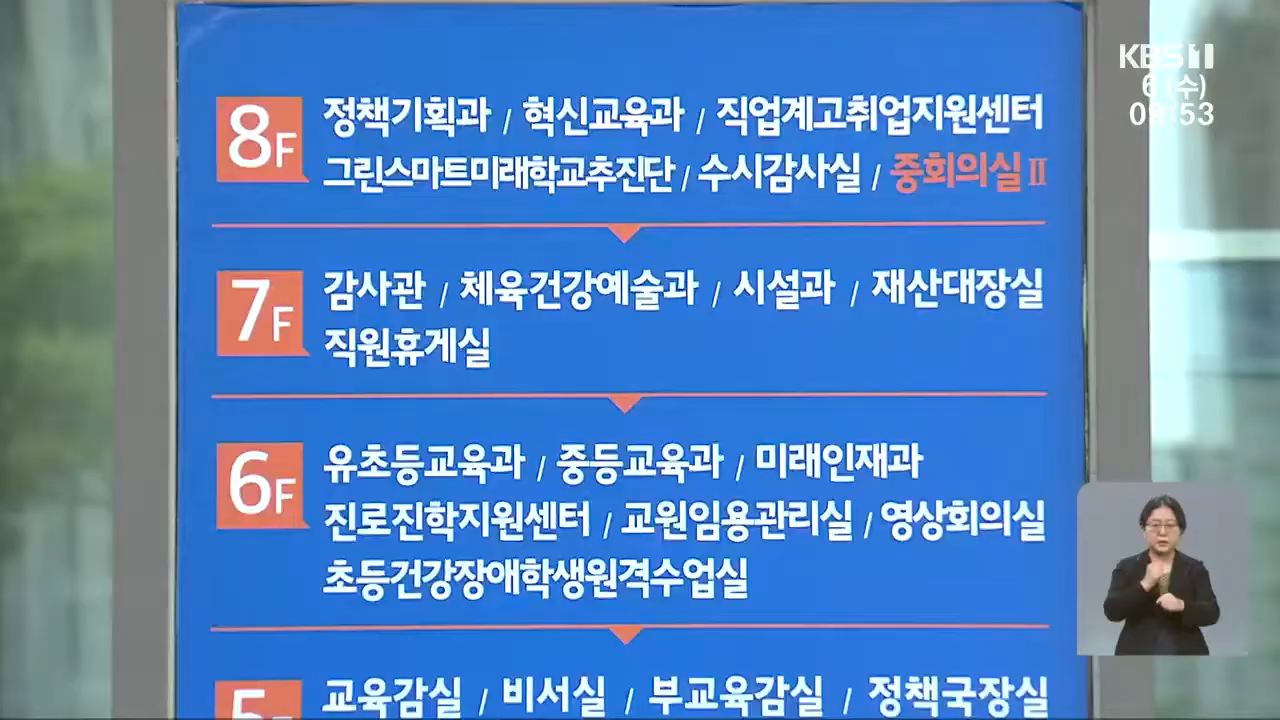 KBS 1
6 (수)
09:53
8F
정책기획과 / 혁신교육과 / 직업계고취업지원센터
그린스마트미래학교추진단 / 수시감사실 / 중회의실 Ⅱ
7F
감사관 / 체육건강예술과 / 시설과 / 재산대장실
직원휴게실
6F
유초등교육과 / 중등교육과 / 미래인재과
진로진학지원센터 / 교원임용관리실 / 영상회의실
초등건강장애학생원격수업실
5F
교육감실 / 비서실 / 부교육감실 / 정책국장실